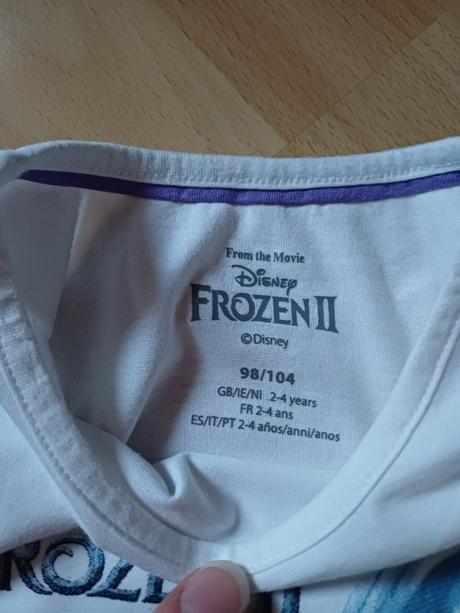 From the Movie
Disney
FROZEN II
©Disney
98/104
GB/IE/NI 2-4 years
FR 2-4 ans
ES/IT/PT 2-4 años/anni/anos